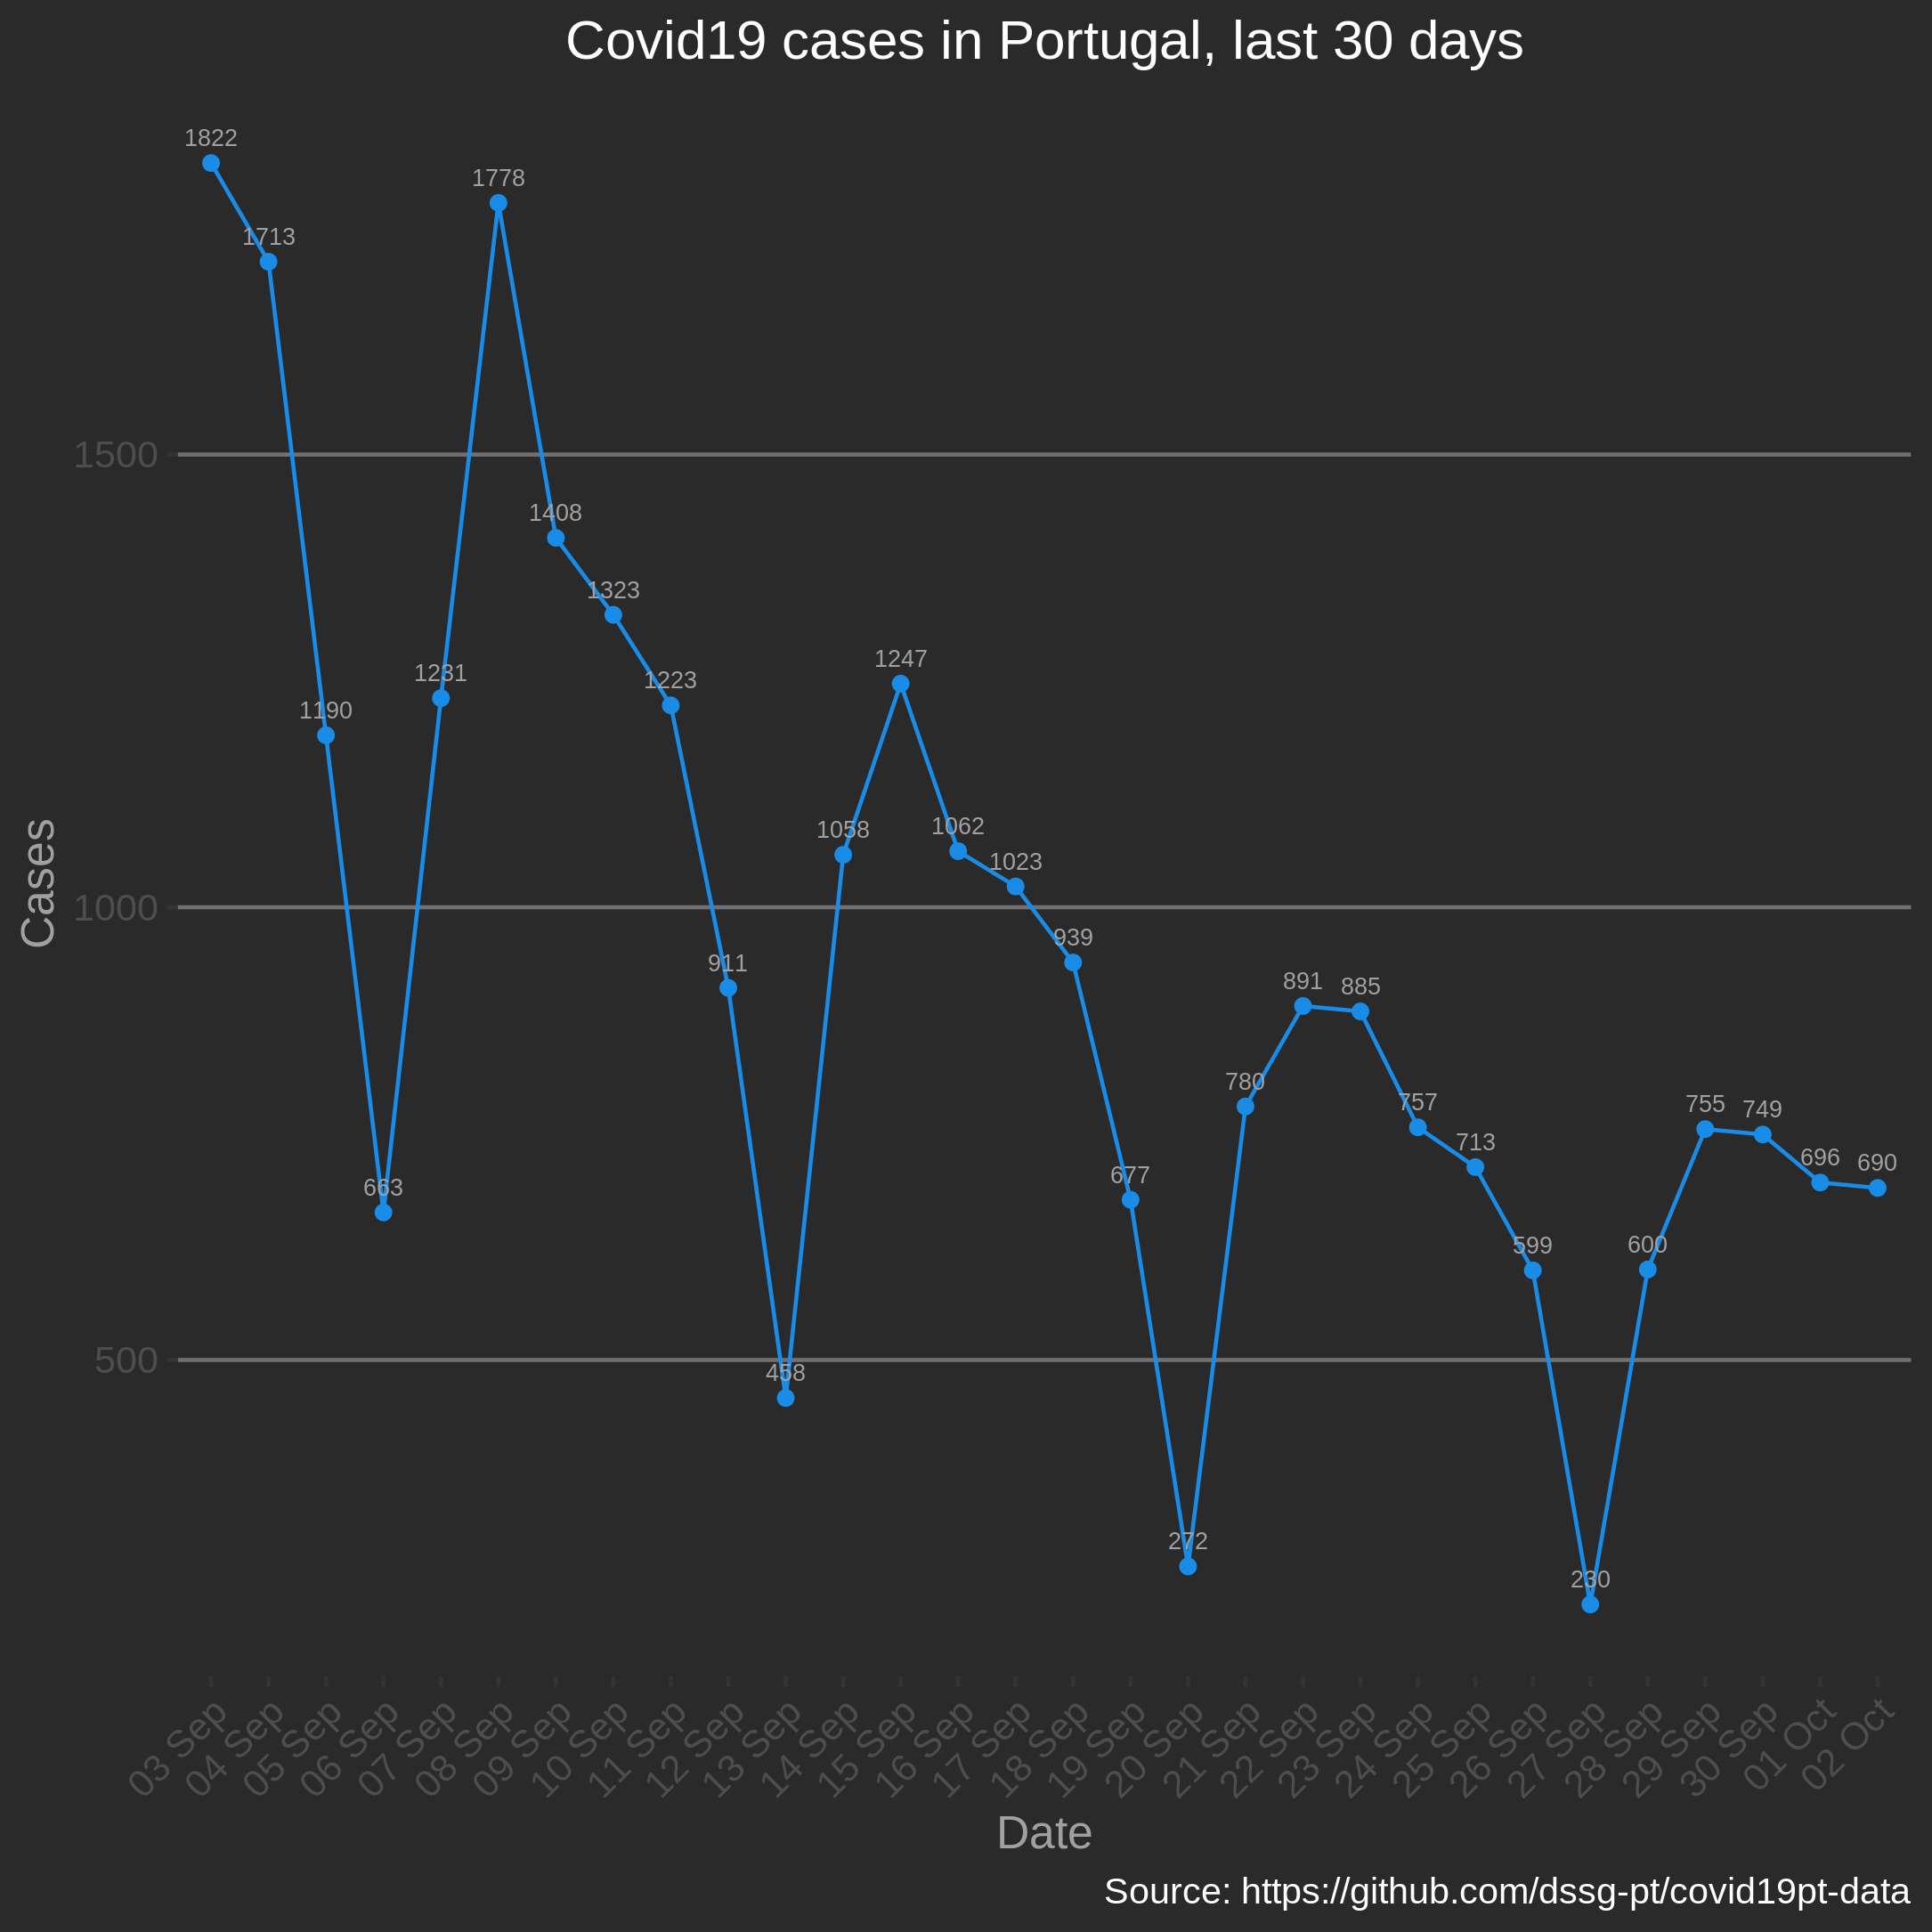 Covid19 cases in Portugal, last 30 days
1822
1713
1190
663
1231
1778
1408
1323
1223
911
458
1058
1247
1062
1023
939
677
272
780
891
885
757
713
599
230
600
755
749
696
690
1500
1000
500
Cases
03 Sep
04 Sep
05 Sep
06 Sep
07 Sep
08 Sep
09 Sep
10 Sep
11 Sep
12 Sep
13 Sep
14 Sep
15 Sep
16 Sep
17 Sep
18 Sep
19 Sep
20 Sep
21 Sep
22 Sep
23 Sep
24 Sep
25 Sep
26 Sep
27 Sep
28 Sep
29 Sep
30 Sep
01 Oct
02 Oct
Date
Source: https://github.com/dssg-pt/covid19pt-data